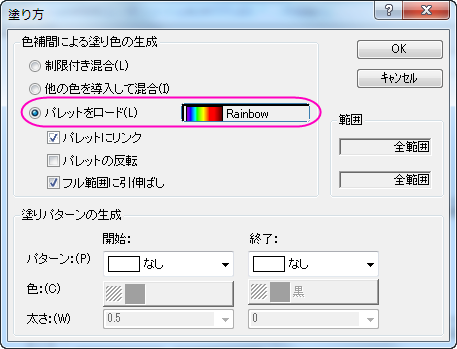 塗り方
色補間による塗り色の生成
制限付き混合(L)
他の色を導入して混合(I)
パレットをロード(L)
Rainbow
パレットにリンク
パレットの反転
フル範囲に引伸ばし
OK
キャンセル
範囲
全範囲
全範囲
塗りパターンの生成
開始: 終了:
パターン:(P) なし なし
色:(C) 黒
太さ:(W) 0.5 0